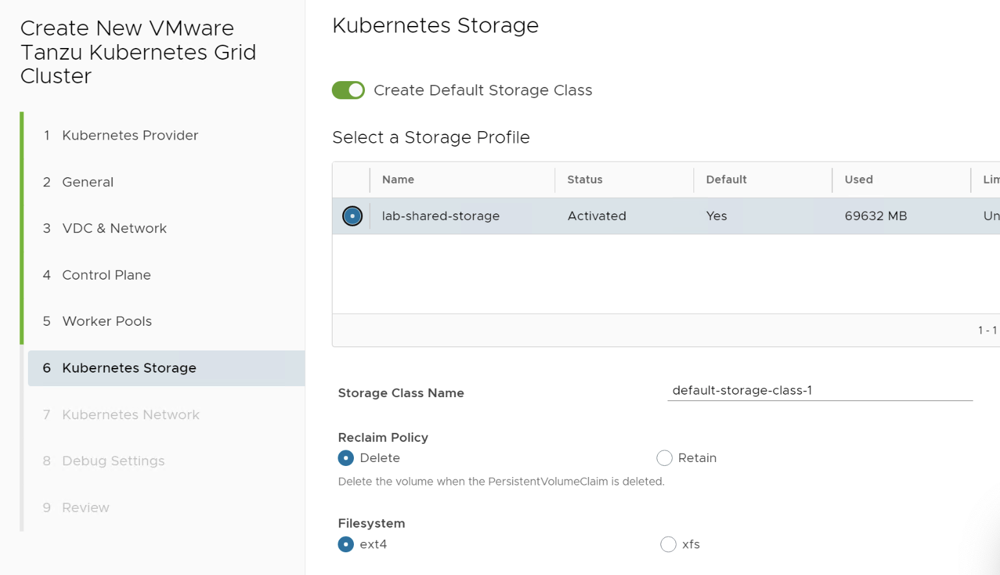 Create New VMware
Tanzu Kubernetes Grid
Cluster
1 Kubernetes Provider
2 General
3 VDC & Network
4 Control Plane
5 Worker Pools
6 Kubernetes Storage
7 Kubernetes Network
8 Debug Settings
9 Review
Kubernetes Storage
Create Default Storage Class
Select a Storage Profile
Name Status Default Used Lim
lab-shared-storage Activated Yes 69632 MB Un
1 - 1
Storage Class Name default-storage-class-1
Reclaim Policy
Delete Retain
Delete the volume when the PersistentVolumeClaim is deleted.
Filesystem
ext4 xfs